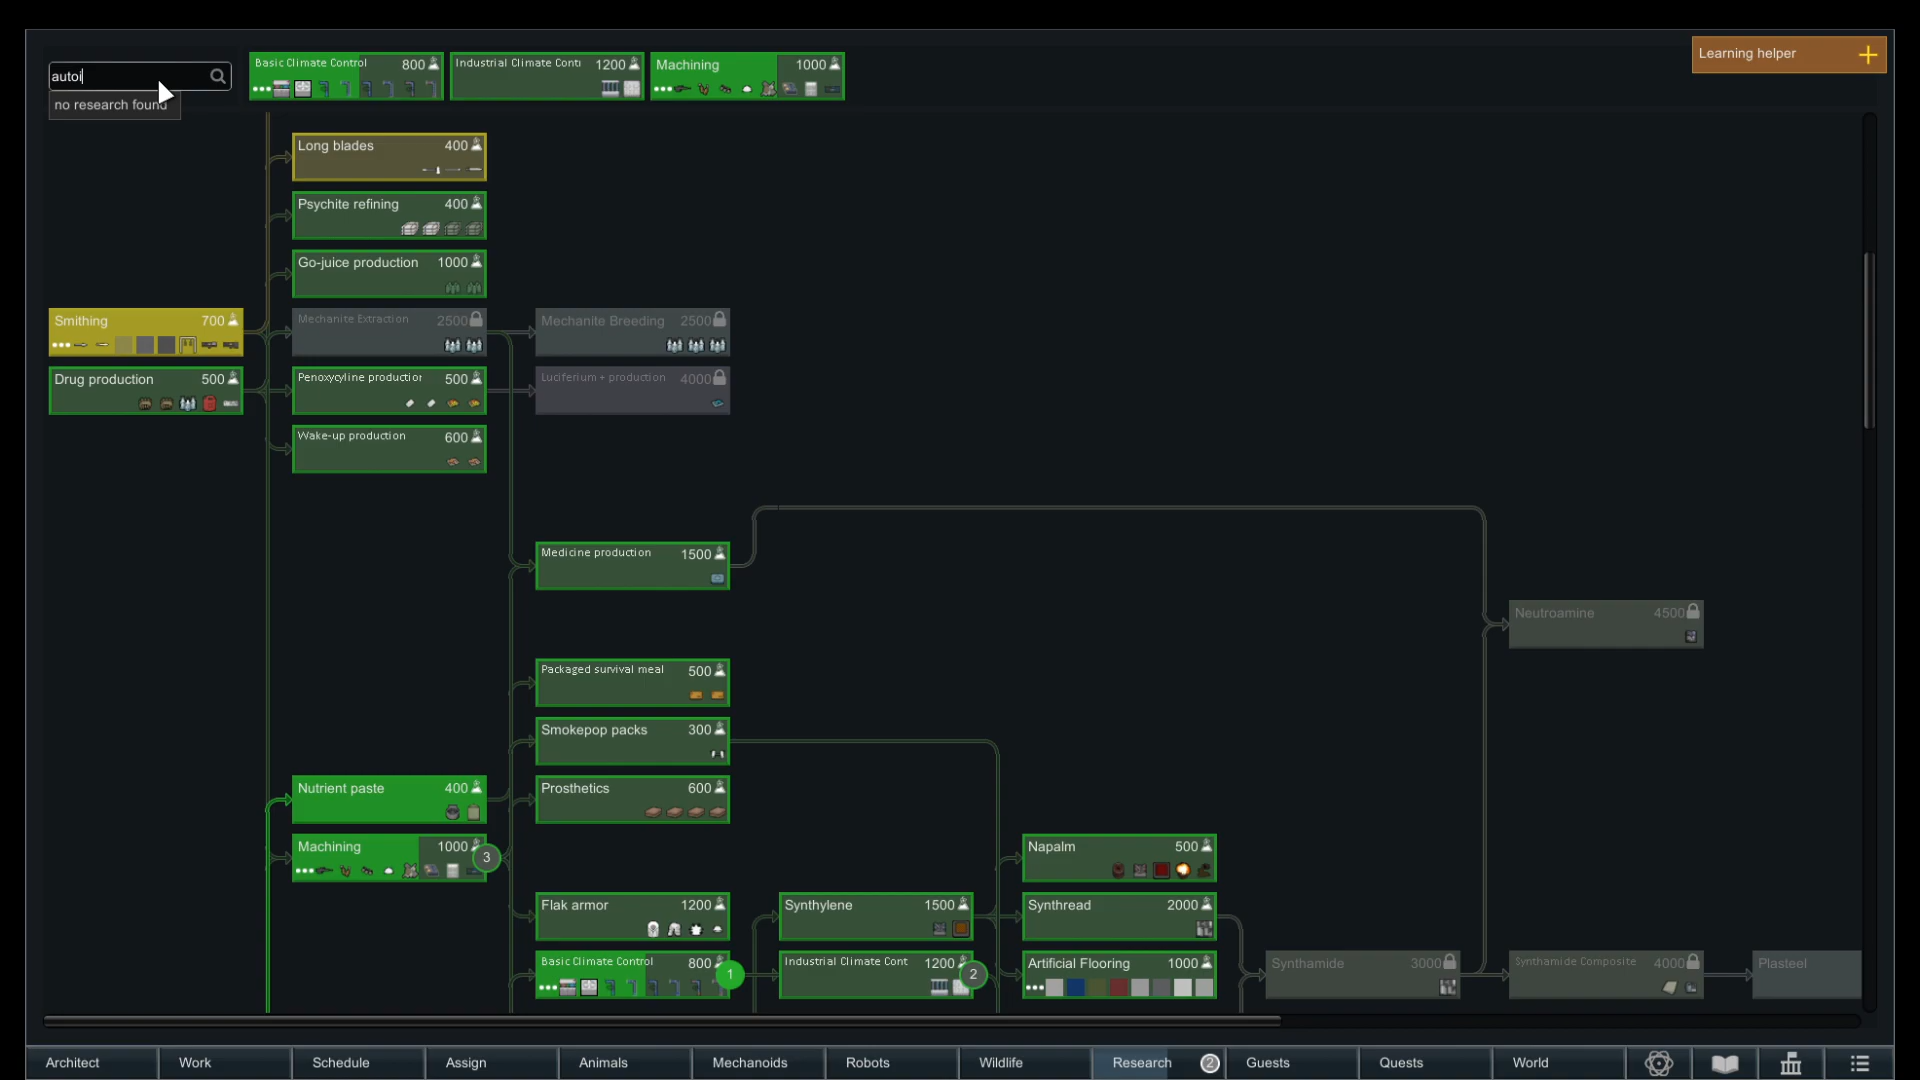 autoi
no research found
Basic Climate Control 800
Industrial Climate Conti 1200
Machining 1000
Learning helper +
Long blades 400
Psychite refining 400
Go-juice production 1000
Smithing 700
Mechanite Extraction 2500
Mechanite Breeding 2500
Drug production 500
Penoxycyline production 500
Luciferium + production 4000
Wake-up production 600
Medicine production 1500
Neutroamine 4500
Packaged survival meal 500
Smokepop packs 300
Nutrient paste 400
Prosthetics 600
Machining 1000
3
Napalm 500
Flak armor 1200
Synthylene 1500
Synthread 2000
Basic Climate Control 800
1
Industrial Climate Cont 1200
2
Artificial Flooring 1000
Synthamide 3000
Synthamide Composite 4000
Plasteel
Architect
Work
Schedule
Assign
Animals
Mechanoids
Robots
Wildlife
Research 2
Guests
Quests
World